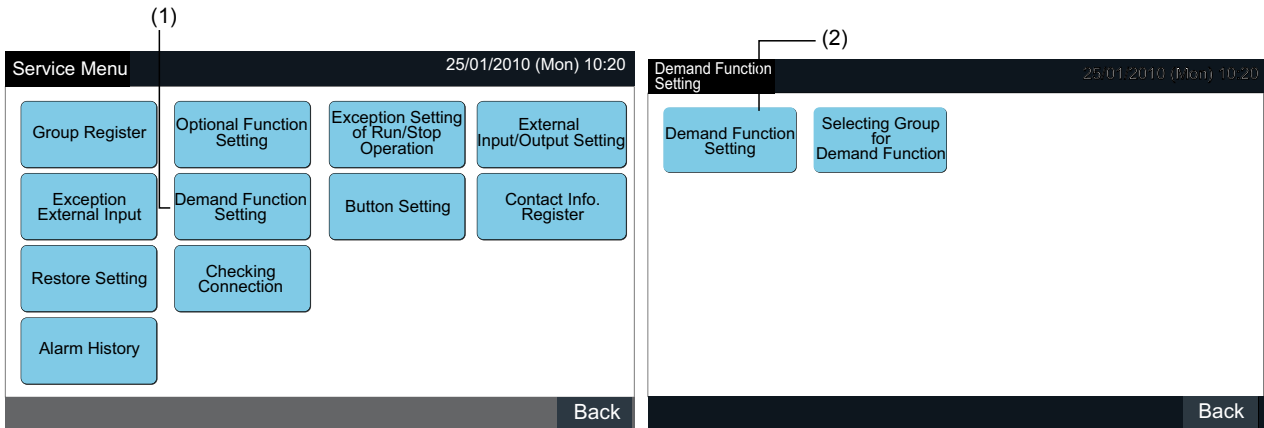 (1)
(2)
Service Menu
25/01/2010 (Mon) 10:20
Group Register
Optional Function
Setting
Exception Setting
of Run/Stop
Operation
External
Input/Output Setting
Exception
External Input
Demand Function
Setting
Button Setting
Contact Info.
Register
Restore Setting
Checking
Connection
Alarm History
Back
Demand Function
Setting
25/01/2010 (Mon) 10:20
Demand Function
Setting
Selecting Group
for
Demand Function
Back